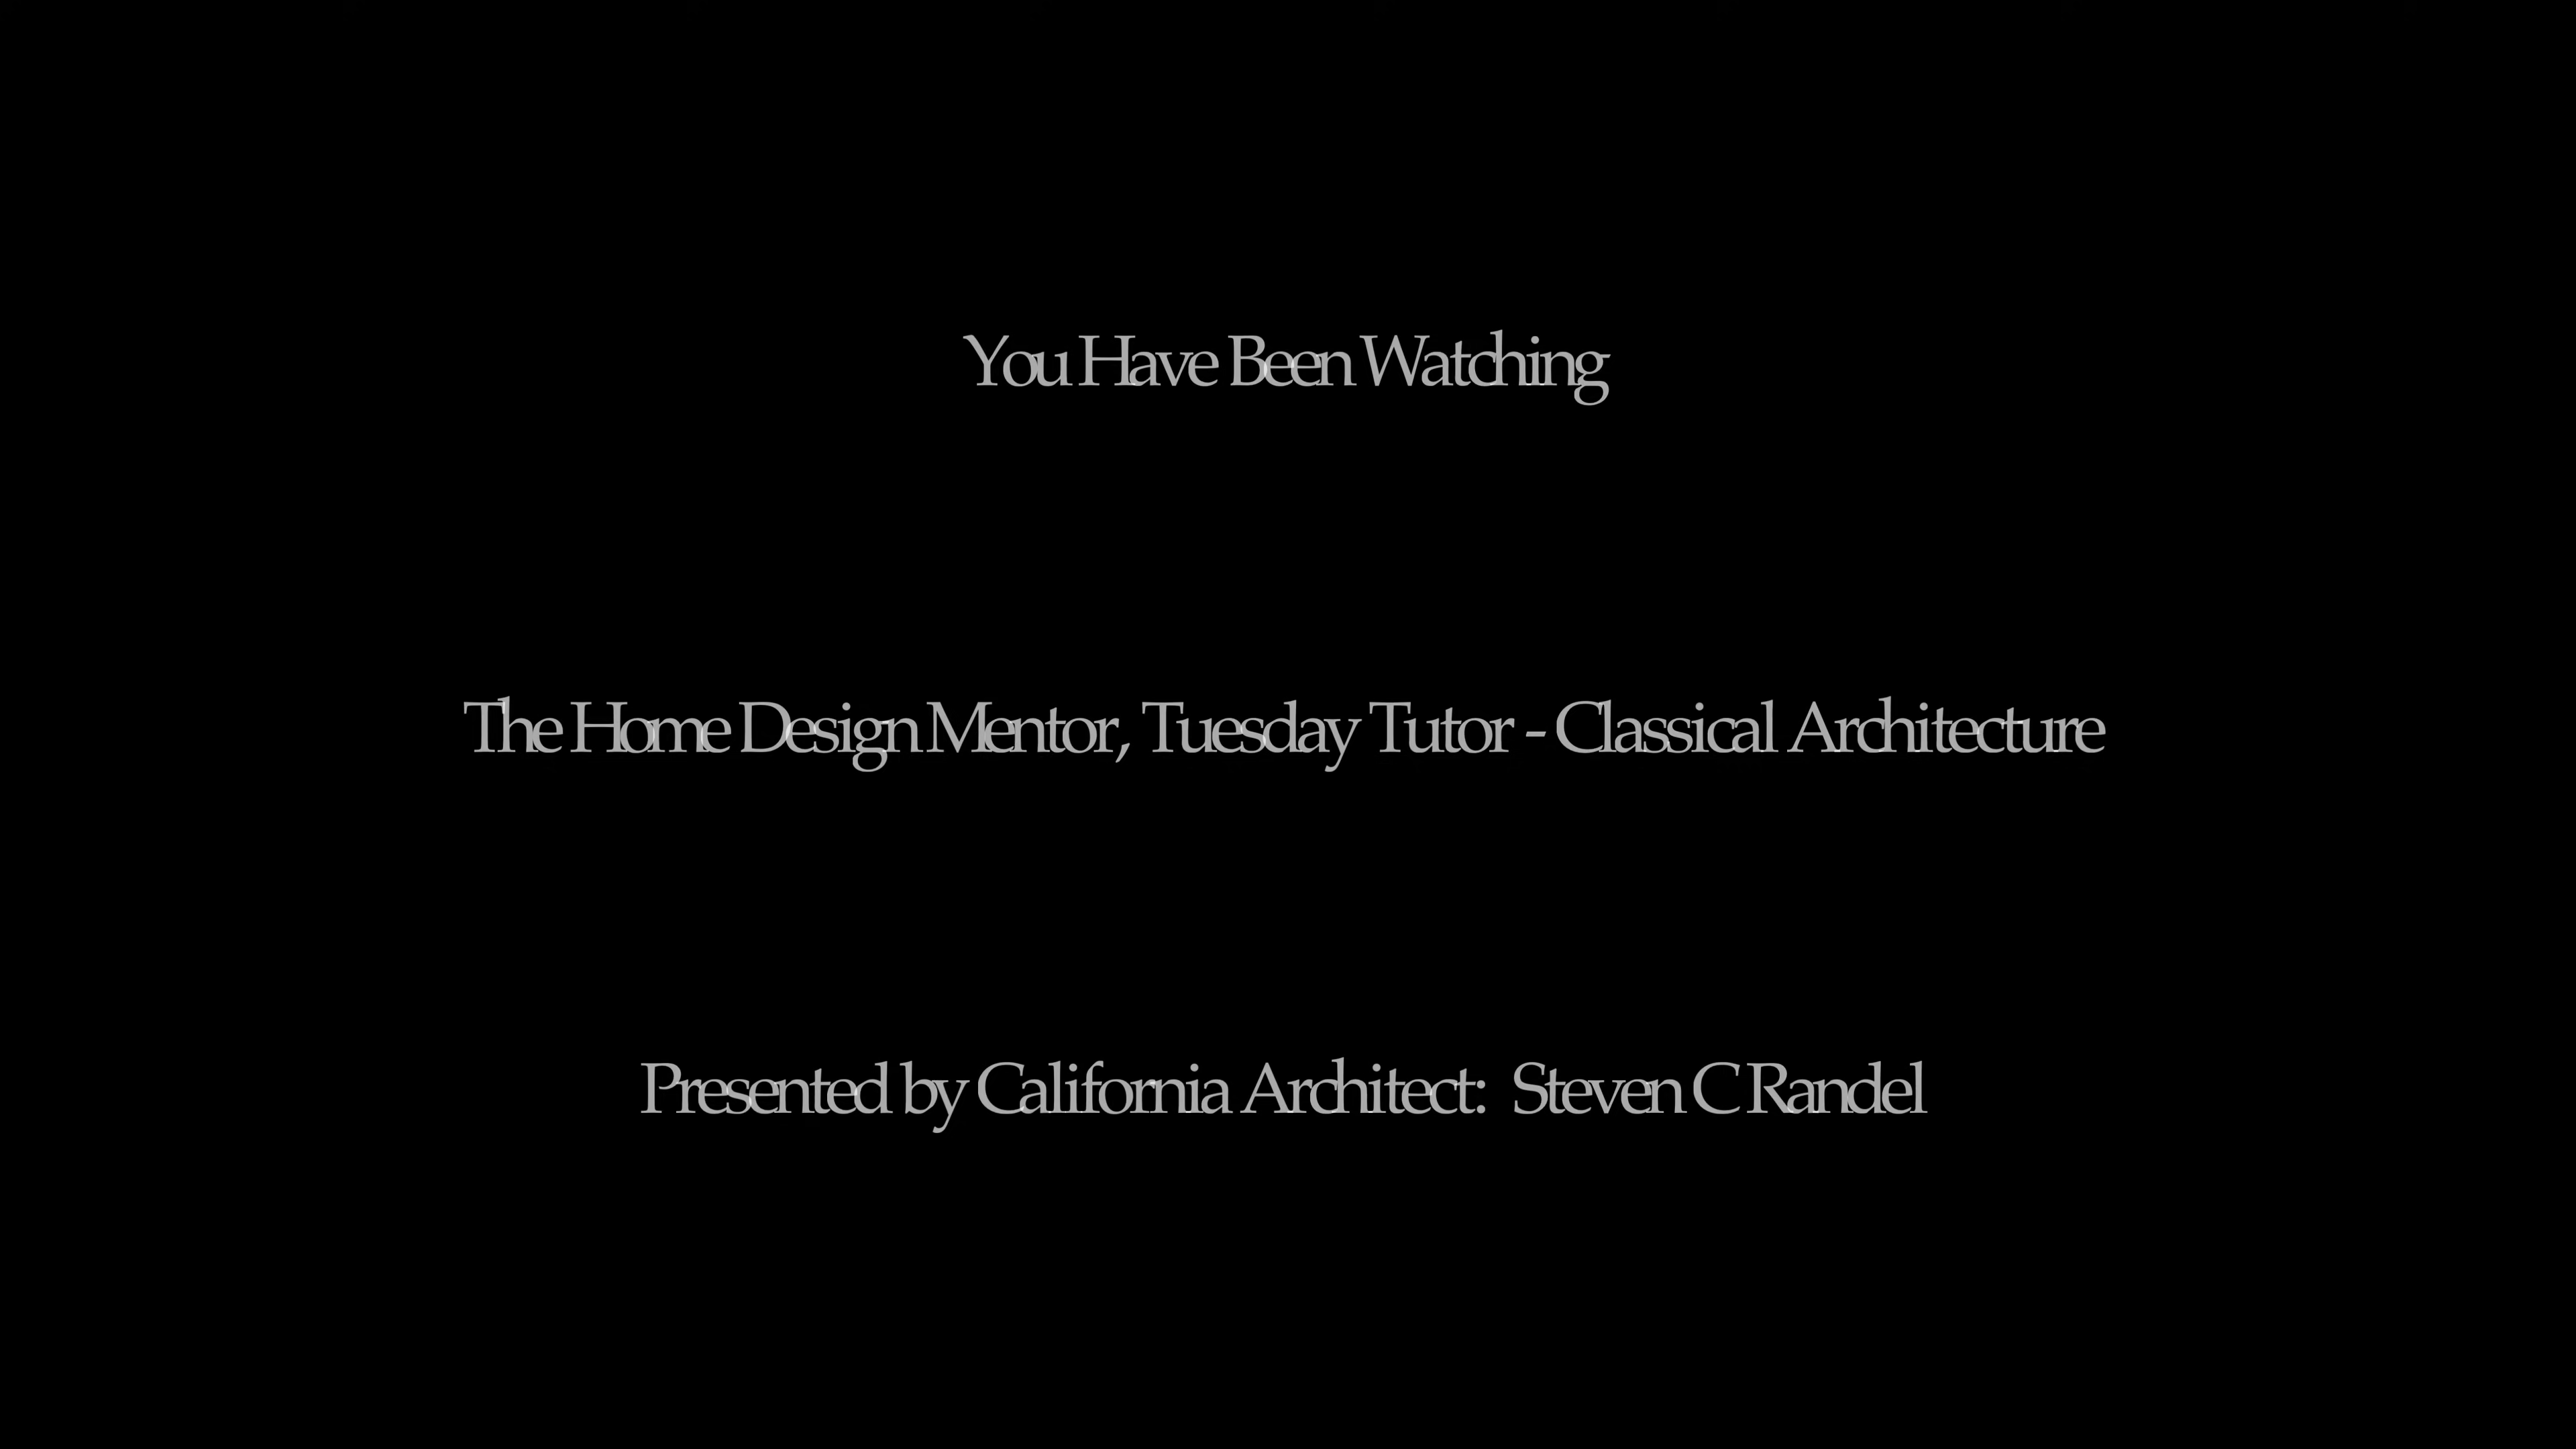 You Have Been Watching
The Home Design Mentor, Tuesday Tutor - Classical Architecture
Presented by California Architect: Steven C Randel